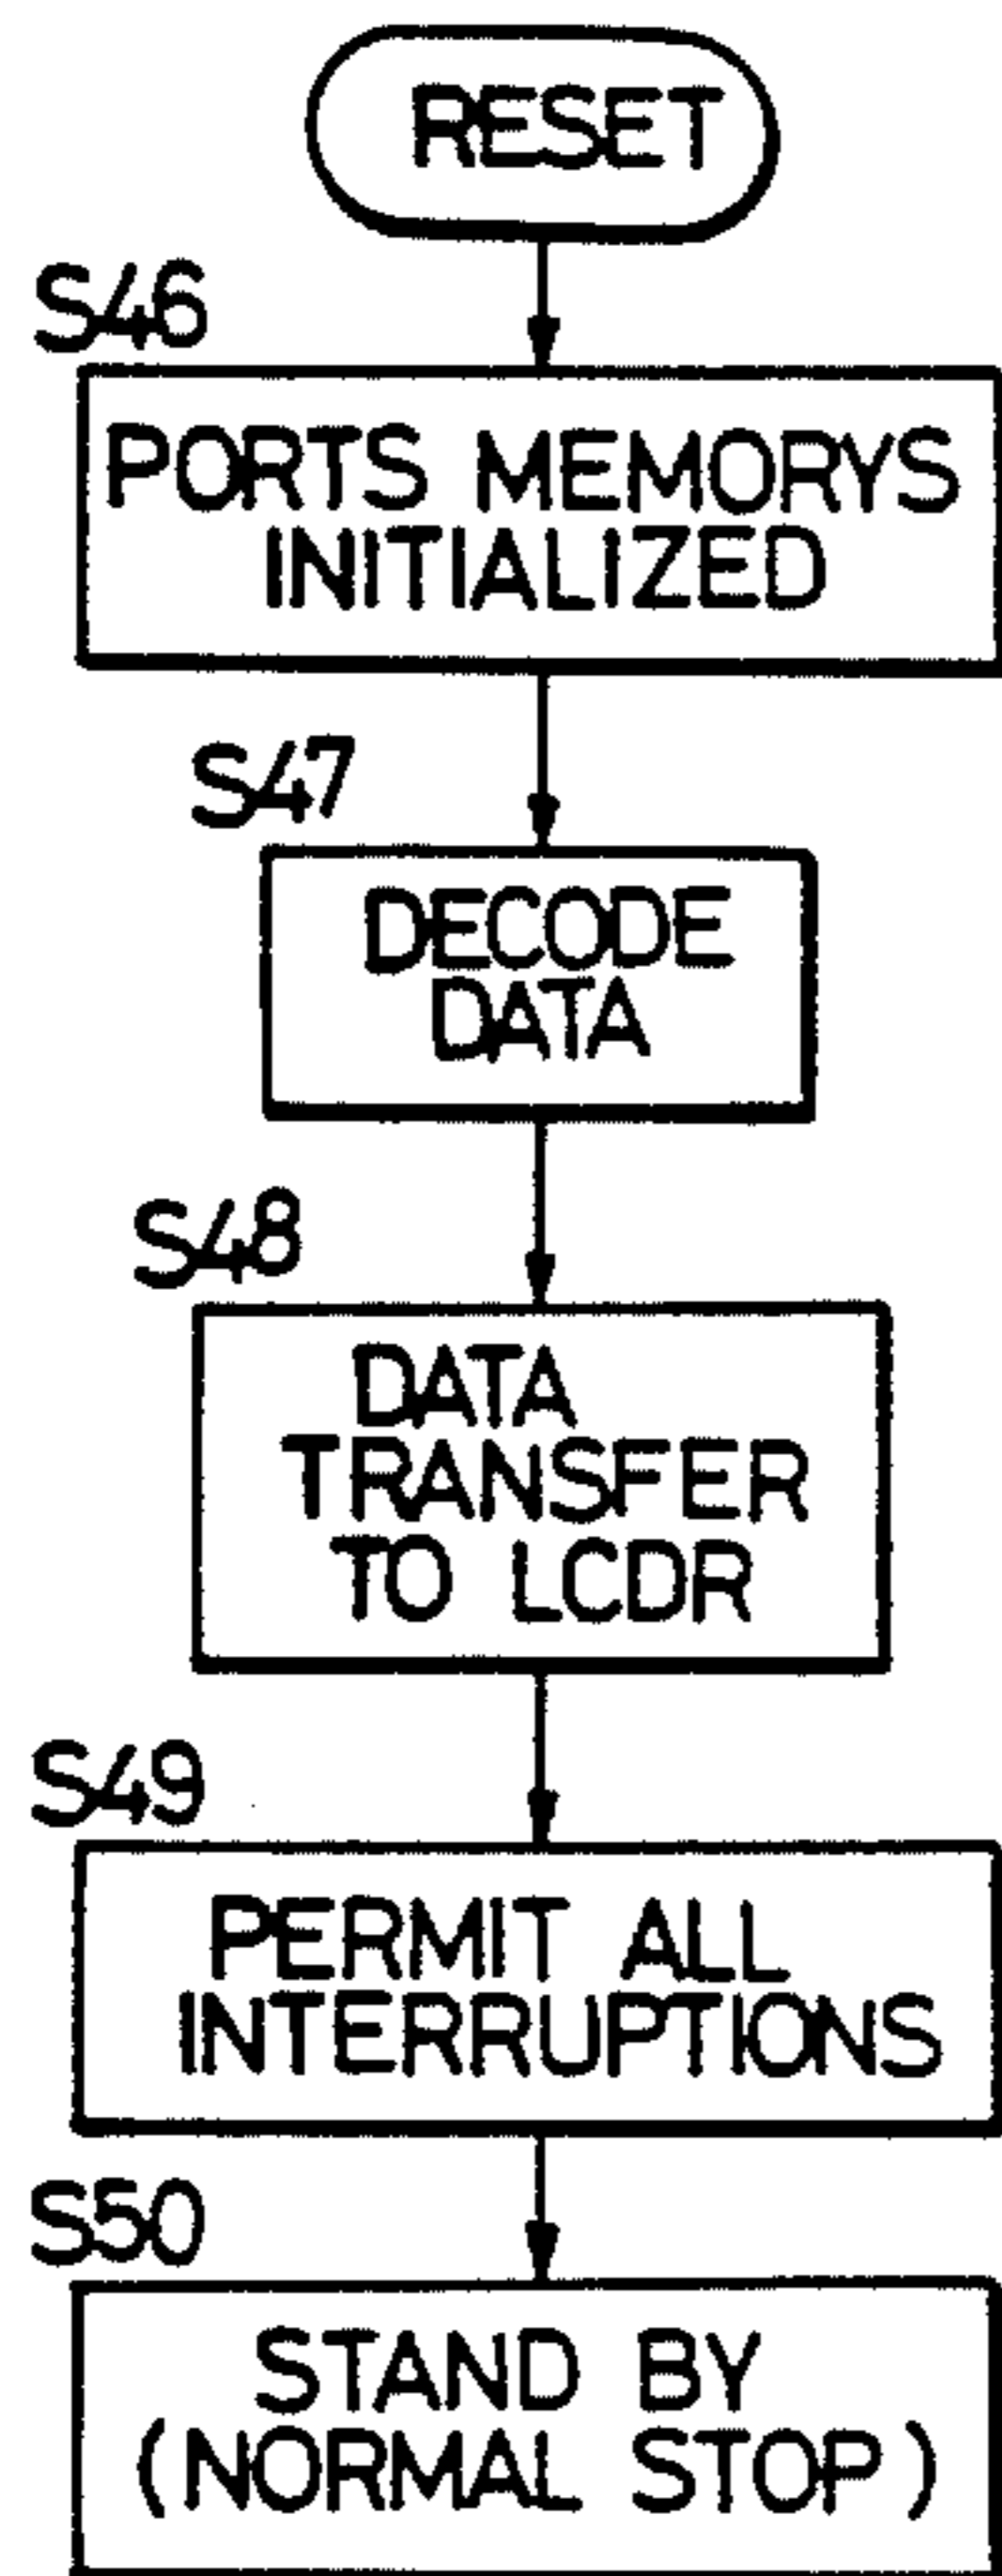 RESET
S46
PORTS MEMORYS
INITIALIZED
S47
DECODE
DATA
S48
DATA
TRANSFER
TO LCDR
S49
PERMIT ALL
INTERRUPTIONS
S50
STAND BY
(NORMAL STOP)